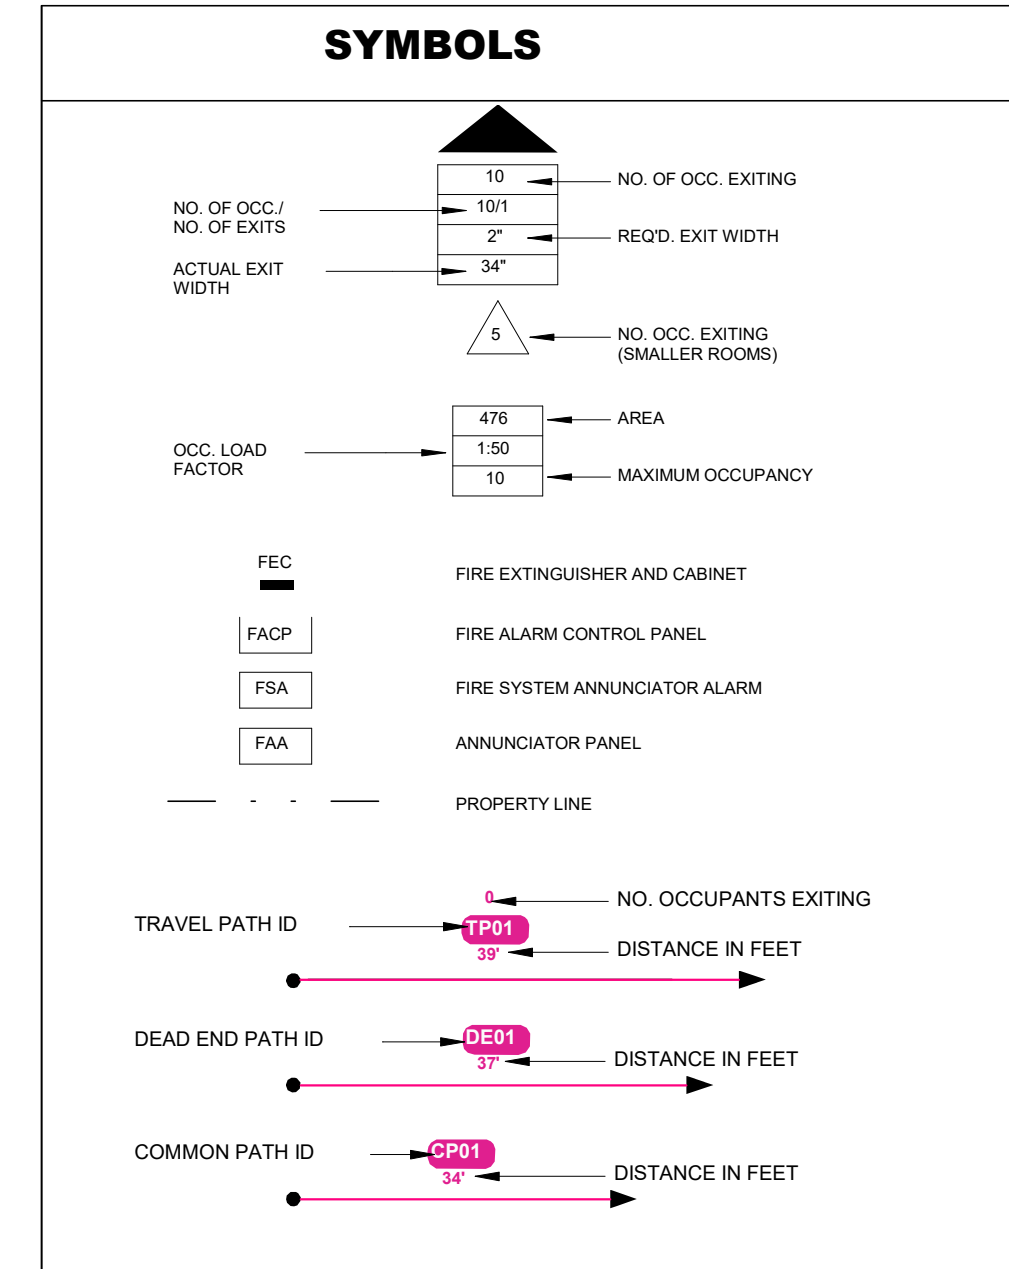 SYMBOLS
10
NO. OF OCC. EXITING
NO. OF OCC./
NO. OF EXITS
10/1
2"
REQ'D. EXIT WIDTH
ACTUAL EXIT
WIDTH
34"
5
NO. OCC. EXITING
(SMALLER ROOMS)
476
AREA
OCC. LOAD
FACTOR
1:50
10
MAXIMUM OCCUPANCY
FEC
FIRE EXTINGUISHER AND CABINET
FACP
FIRE ALARM CONTROL PANEL
FSA
FIRE SYSTEM ANNUNCIATOR ALARM
FAA
ANNUNCIATOR PANEL
PROPERTY LINE
0
NO. OCCUPANTS EXITING
TRAVEL PATH ID
TP01
39'
DISTANCE IN FEET
DEAD END PATH ID
DE01
37'
DISTANCE IN FEET
COMMON PATH ID
CP01
34'
DISTANCE IN FEET